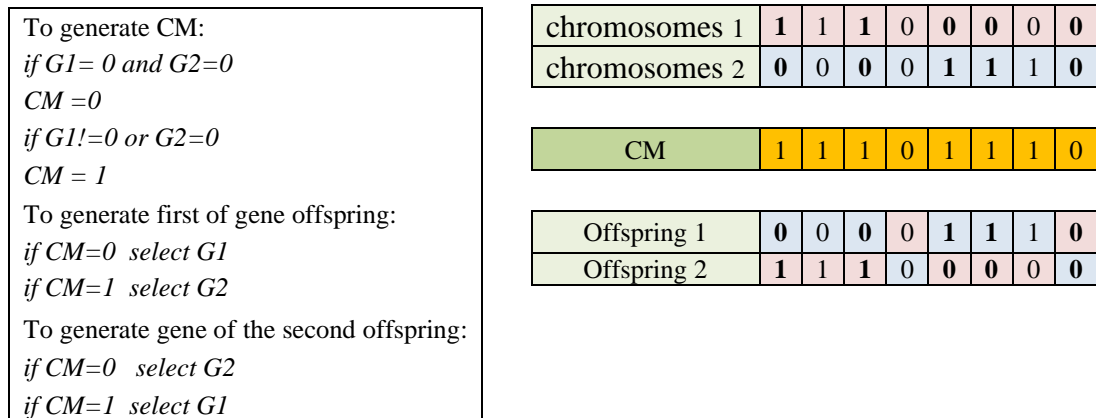 To generate CM:
if G1= 0 and G2=0
CM =0
if G1!=0 or G2=0
CM = 1
To generate first of gene offspring:
if CM=0 select G1
if CM=1 select G2
To generate gene of the second offspring:
if CM=0 select G2
if CM=1 select G1
chromosomes 1 1 1 1 0 0 0 0 0
chromosomes 2 0 0 0 0 1 1 1 0
CM 1 1 1 0 1 1 1 0
Offspring 1 0 0 0 0 1 1 1 0
Offspring 2 1 1 1 0 0 0 0 0